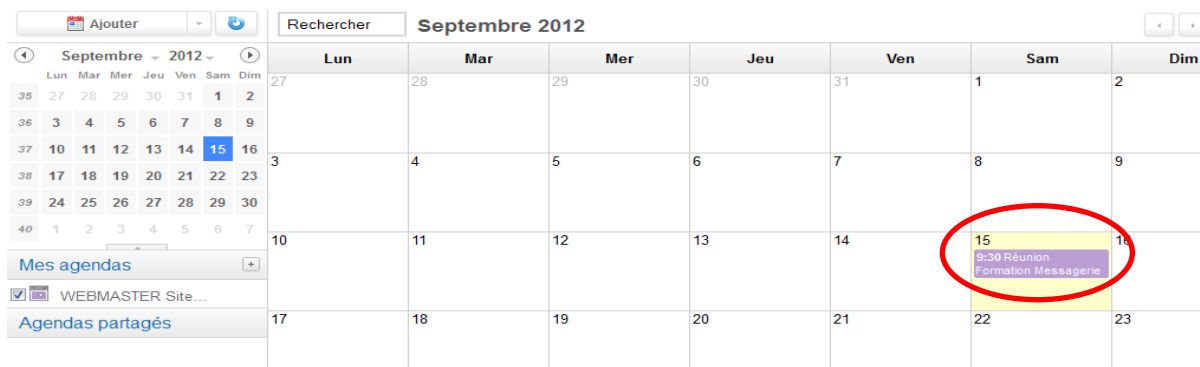 Ajouter
Rechercher
Septembre 2012
Septembre 2012
Lun Mar Mer Jeu Ven Sam Dim
35 27 28 29 30 31 1 2
36 3 4 5 6 7 8 9
37 10 11 12 13 14 15 16
38 17 18 19 20 21 22 23
39 24 25 26 27 28 29 30
40 1 2 3 4 5 6 7
Mes agendas
WEBMASTER Site...
Agendas partagés
Lun Mar Mer Jeu Ven Sam Dim
27 28 29 30 31 1 2
3 4 5 6 7 8 9
10 11 12 13 14 15 16
9:30 Réunion
Formation Messagerie
17 18 19 20 21 22 23